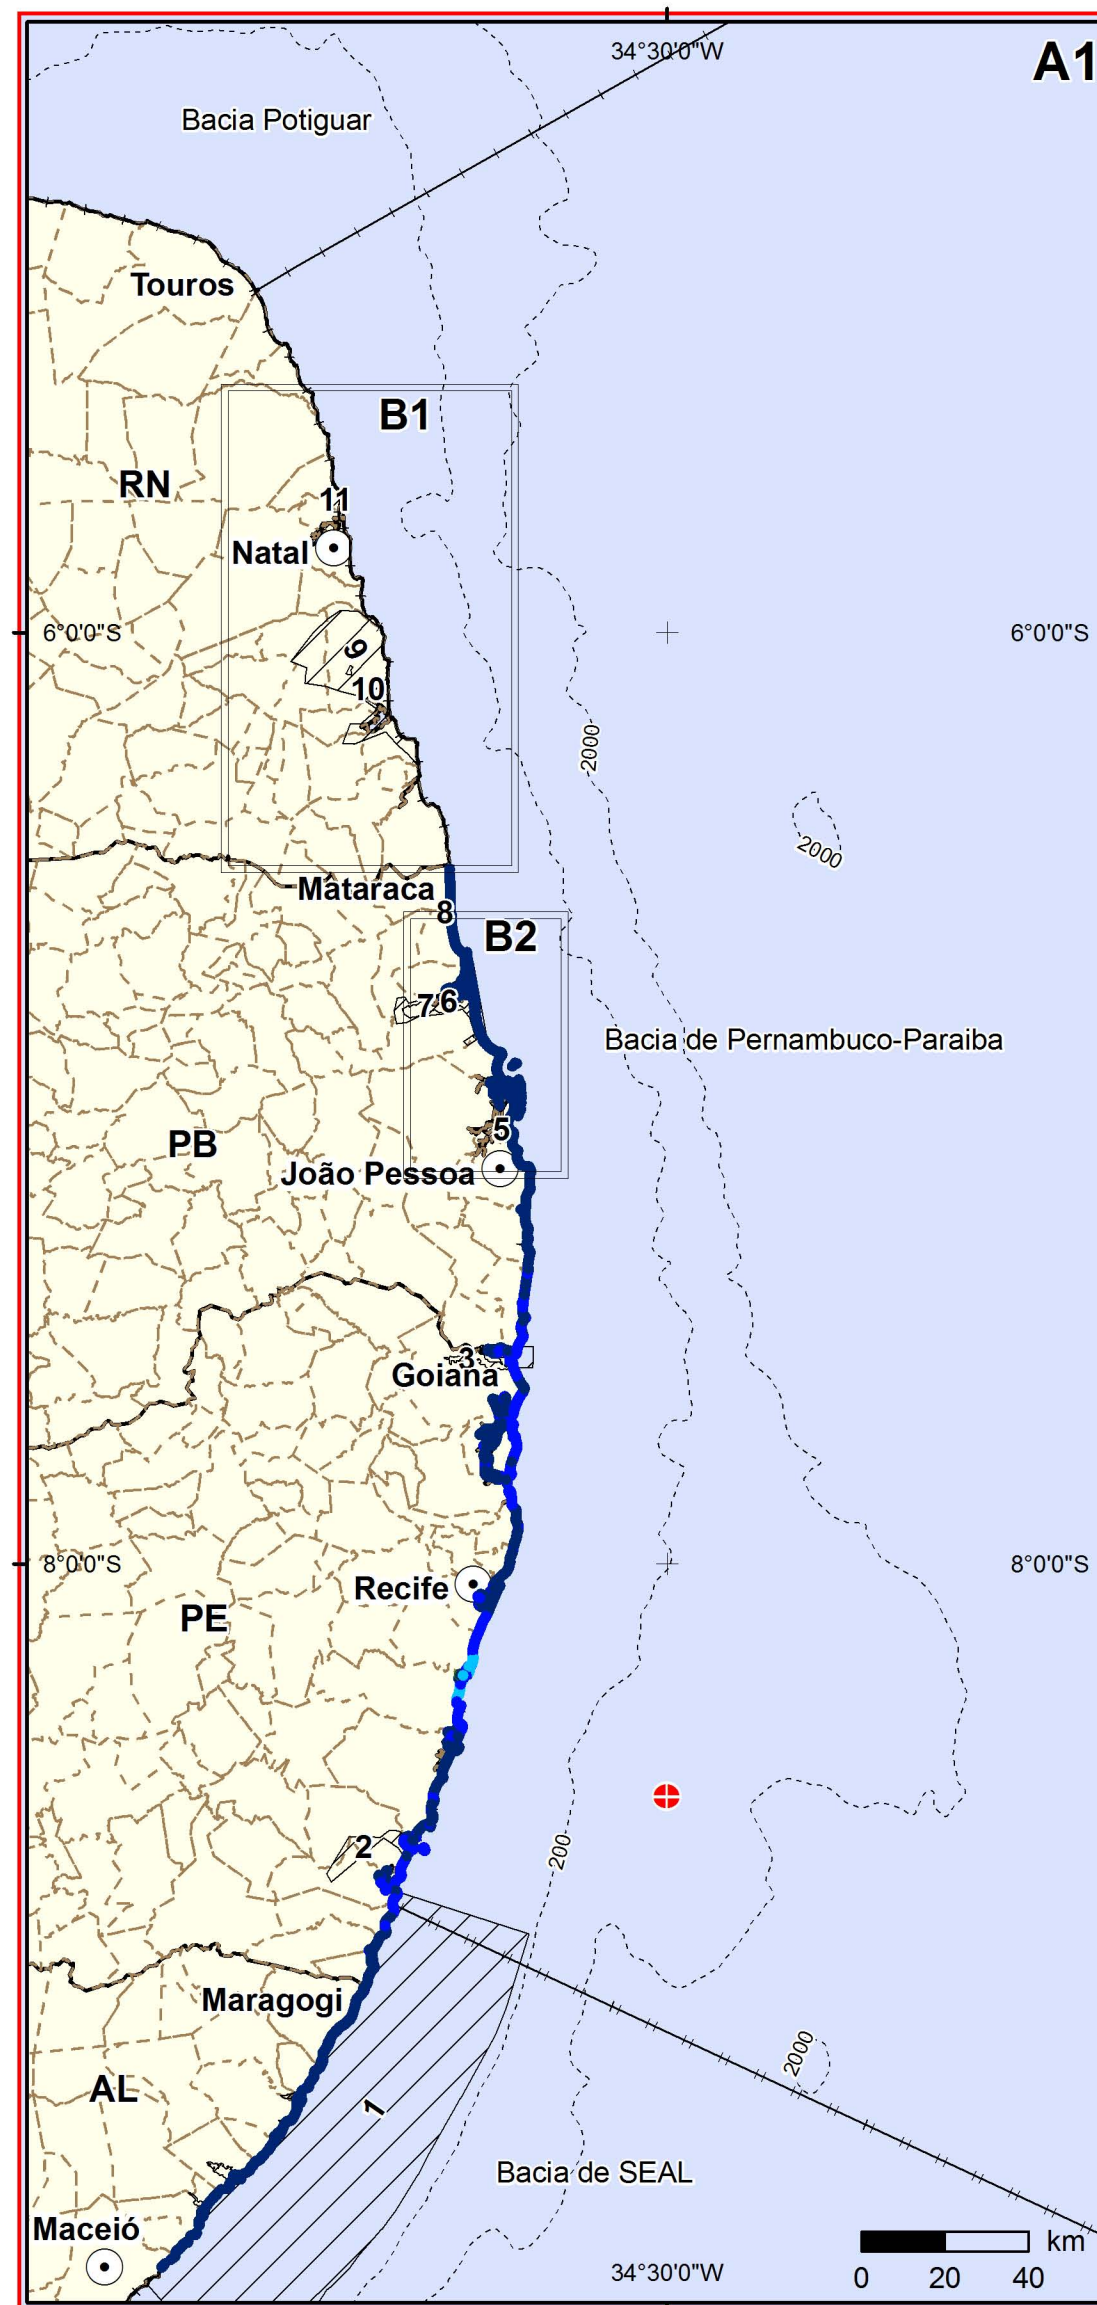 34°30'0"W
A1
Bacia Potiguar
Touros
B1
RN
11
Natal
6°0'0"S
6°0'0"S
9
10
2000
2000
Mataraca
8
B2
7
6
Bacia de Pernambuco-Paraiba
5
PB
João Pessoa
3
Goiana
8°0'0"S
8°0'0"S
Recife
PE
2
200
Maragogi
2000
AL
1
Bacia de SEAL
Maceió
km
34°30'0"W
0 20 40